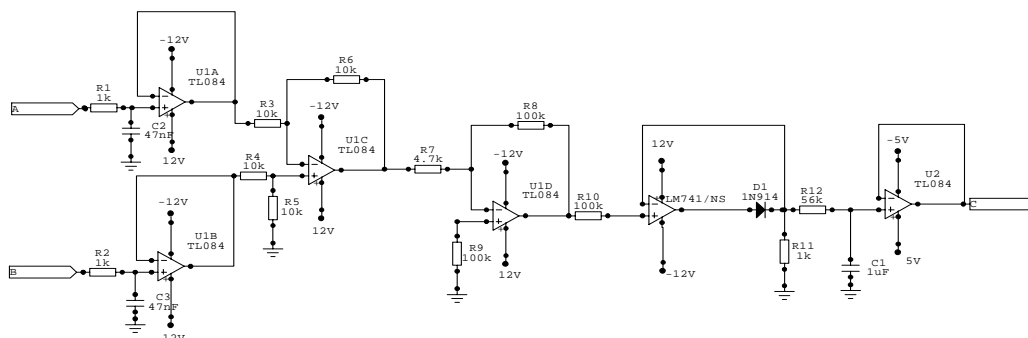 -12V
U1A
TL084
R1
1k
A
C2
47nF
12V
R3
10k
R6
10k
-12V
U1C
TL084
R4
10k
R5
10k
12V
-12V
U1B
TL084
R2
1k
B
C3
47nF
12V
R7
4.7k
R8
100k
-12V
U1D
TL084
R9
100k
12V
R10
100k
12V
LM741/NS
-12V
D1
1N914
R11
1k
R12
56k
C1
1uF
-5V
U2
TL084
5V
C